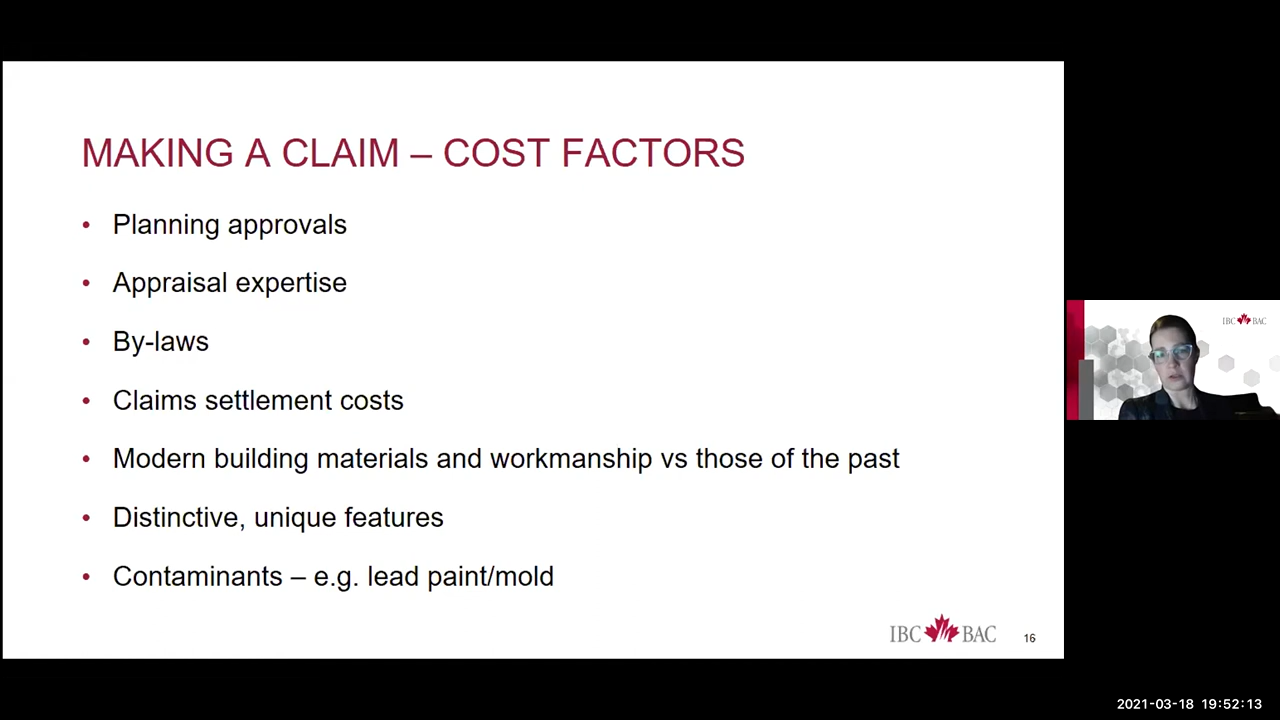 MAKING A CLAIM – COST FACTORS
• Planning approvals
• Appraisal expertise
• By-laws
• Claims settlement costs
• Modern building materials and workmanship vs those of the past
• Distinctive, unique features
• Contaminants – e.g. lead paint/mold
IBC BAC
16
IBC BAC
2021-03-18 19:52:13